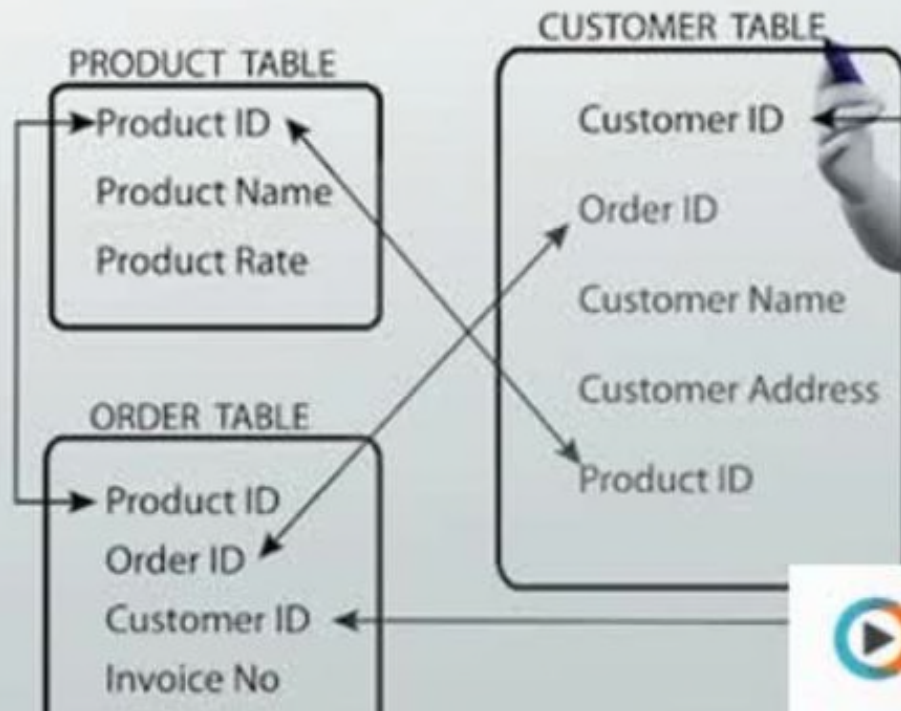 PRODUCT TABLE
Product ID
Product Name
Product Rate
CUSTOMER TABLE
Customer ID
Order ID
Customer Name
Customer Address
Product ID
ORDER TABLE
Product ID
Order ID
Customer ID
Invoice No